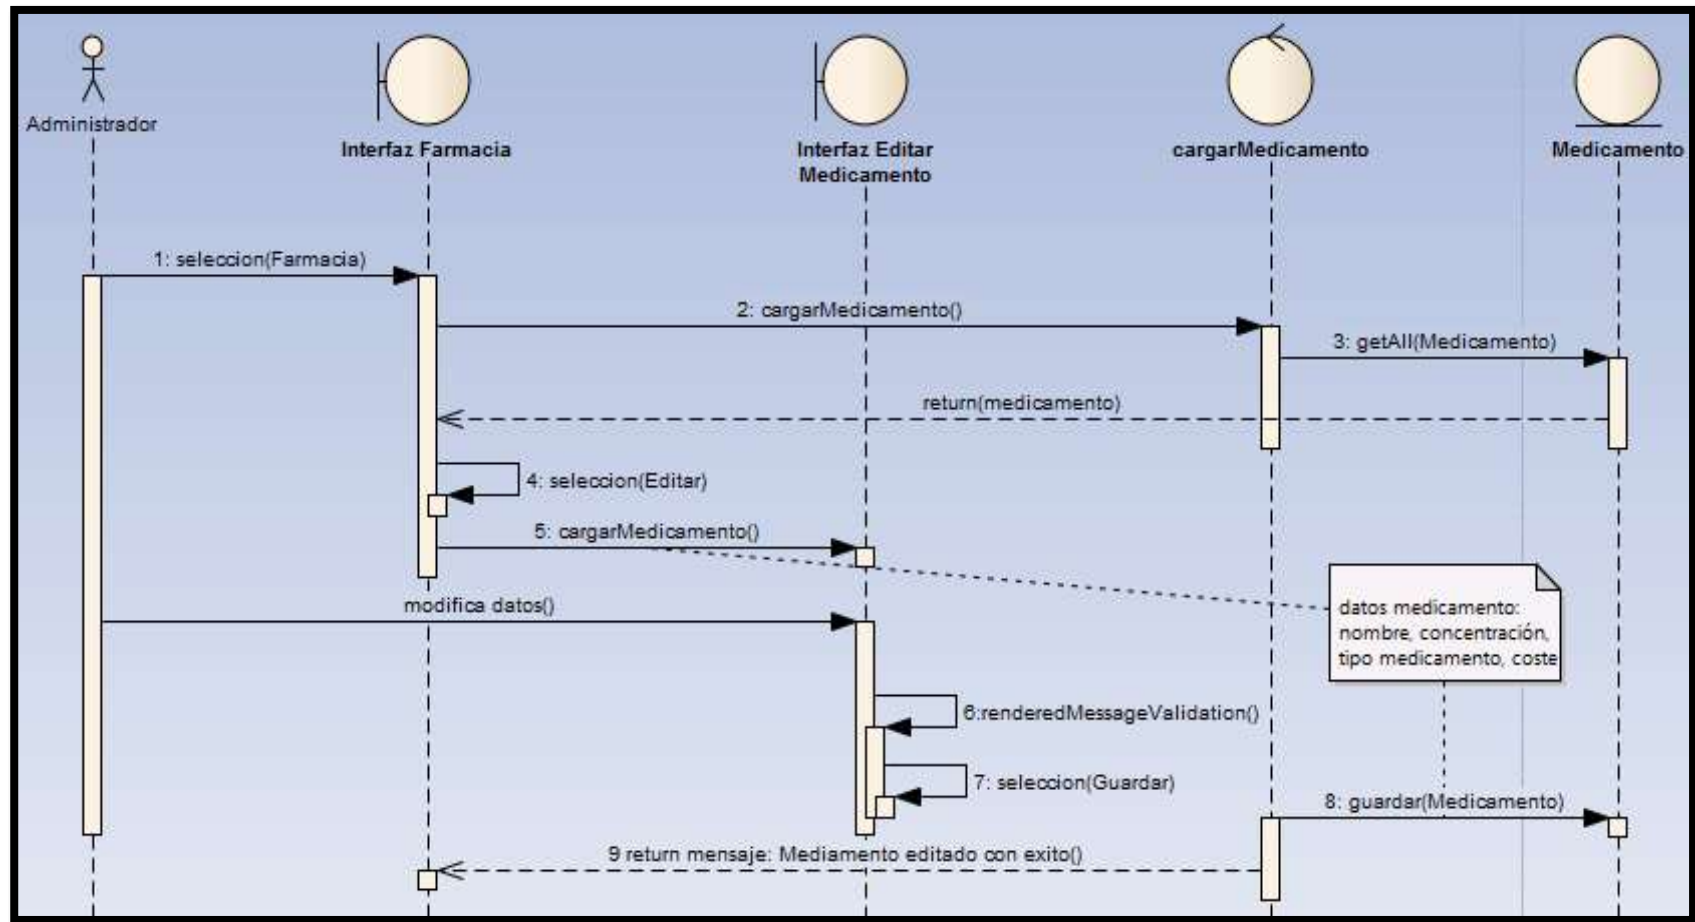 Administrador
Interfaz Farmacia
Interfaz Editar
Medicamento
cargarMedicamento
Medicamento
1: seleccion(Farmacia)
2: cargarMedicamento()
3: getAll(Medicamento)
return(medicamento)
4: seleccion(Editar)
5: cargarMedicamento()
modifica datos()
datos medicamento:
nombre, concentración,
tipo medicamento, coste
6:renderedMessageValidation()
7: seleccion(Guardar)
8: guardar(Medicamento)
9 return mensaje: Mediamento editado con exito()